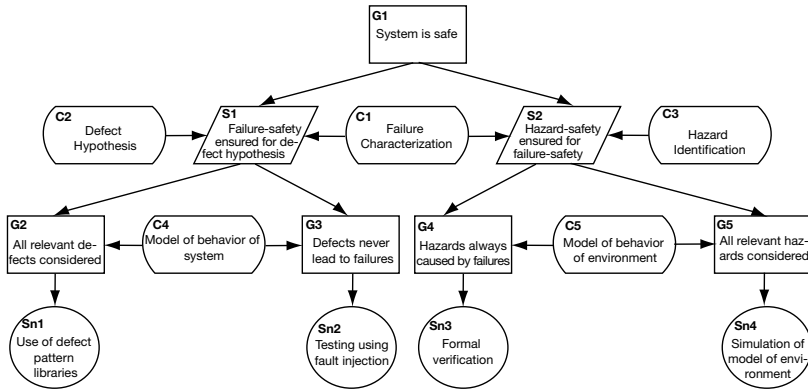 G1
System is safe
C2
Defect
Hypothesis
S1
Failure-safety
ensured for de-
fect hypothesis
C1
Failure
Characterization
S2
Hazard-safety
ensured for
failure-safety
C3
Hazard
Identification
G2
All relevant de-
fects considered
C4
Model of behavior of
system
G3
Defects never
lead to failures
G4
Hazards always
caused by failures
C5
Model of behavior
of environment
G5
All relevant haz-
ards considered
Sn1
Use of defect
pattern
libraries
Sn2
Testing using
fault injection
Sn3
Formal
verification
Sn4
Simulation of
model of envi-
ronment